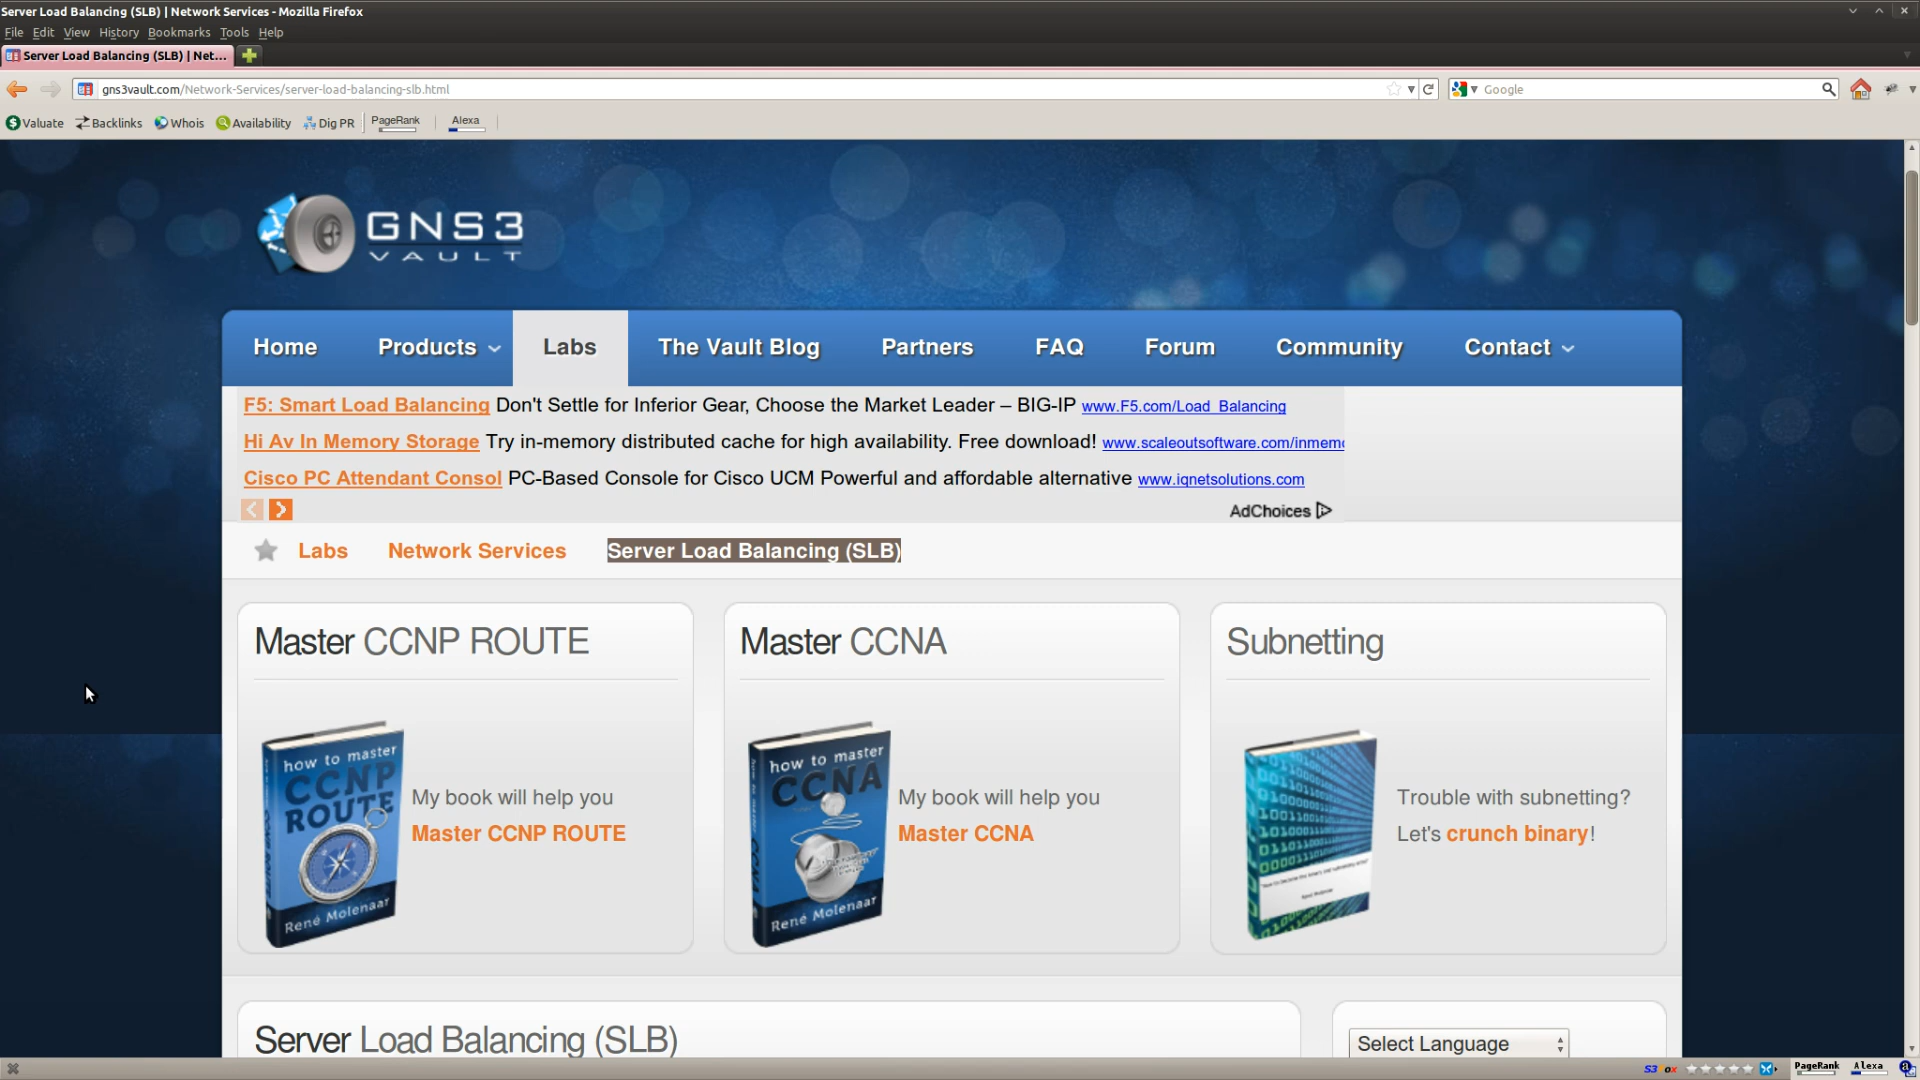 Server Load Balancing (SLB) | Network Services - Mozilla Firefox
File Edit View History Bookmarks Tools Help
Server Load Balancing (SLB) | Net...
gns3vault.com/Network-Services/server-load-balancing-slb.html
Google
Valuate Backlinks Whois Availability Dig PR PageRank Alexa
GNS3
VAULT
Home Products Labs The Vault Blog Partners FAQ Forum Community Contact
F5: Smart Load Balancing Don't Settle for Inferior Gear, Choose the Market Leader – BIG-IP www.F5.com/Load_Balancing
Hi Av In Memory Storage Try in-memory distributed cache for high availability. Free download! www.scaleoutsoftware.com/inmem
Cisco PC Attendant Consol PC-Based Console for Cisco UCM Powerful and affordable alternative www.iqnetsolutions.com
AdChoices
Labs Network Services Server Load Balancing (SLB)
Master CCNP ROUTE
how to master
CCNP
ROUTE
René Molenaar
My book will help you
Master CCNP ROUTE
Master CCNA
how to master
CCNA
René Molenaar
My book will help you
Master CCNA
Subnetting
Trouble with subnetting?
Let's crunch binary!
Server Load Balancing (SLB)
Select Language
S3 PageRank Alexa